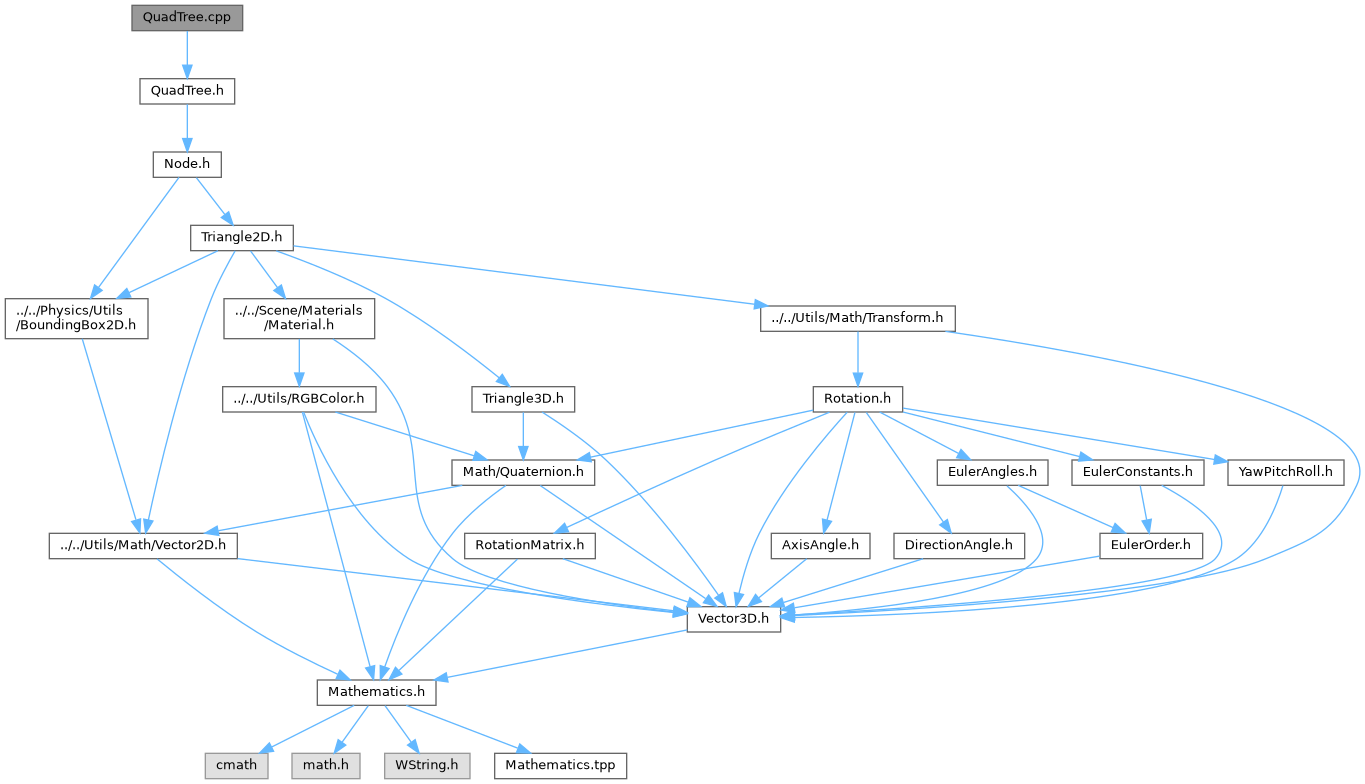 QuadTree.cpp
QuadTree.h
Node.h
Triangle2D.h
../../Physics/Utils
/BoundingBox2D.h
../../Scene/Materials
/Material.h
../../Utils/Math/Transform.h
../../Utils/RGBColor.h
Triangle3D.h
Rotation.h
Math/Quaternion.h
EulerAngles.h
EulerConstants.h
YawPitchRoll.h
../../Utils/Math/Vector2D.h
RotationMatrix.h
AxisAngle.h
DirectionAngle.h
EulerOrder.h
Vector3D.h
Mathematics.h
cmath
math.h
WString.h
Mathematics.tpp